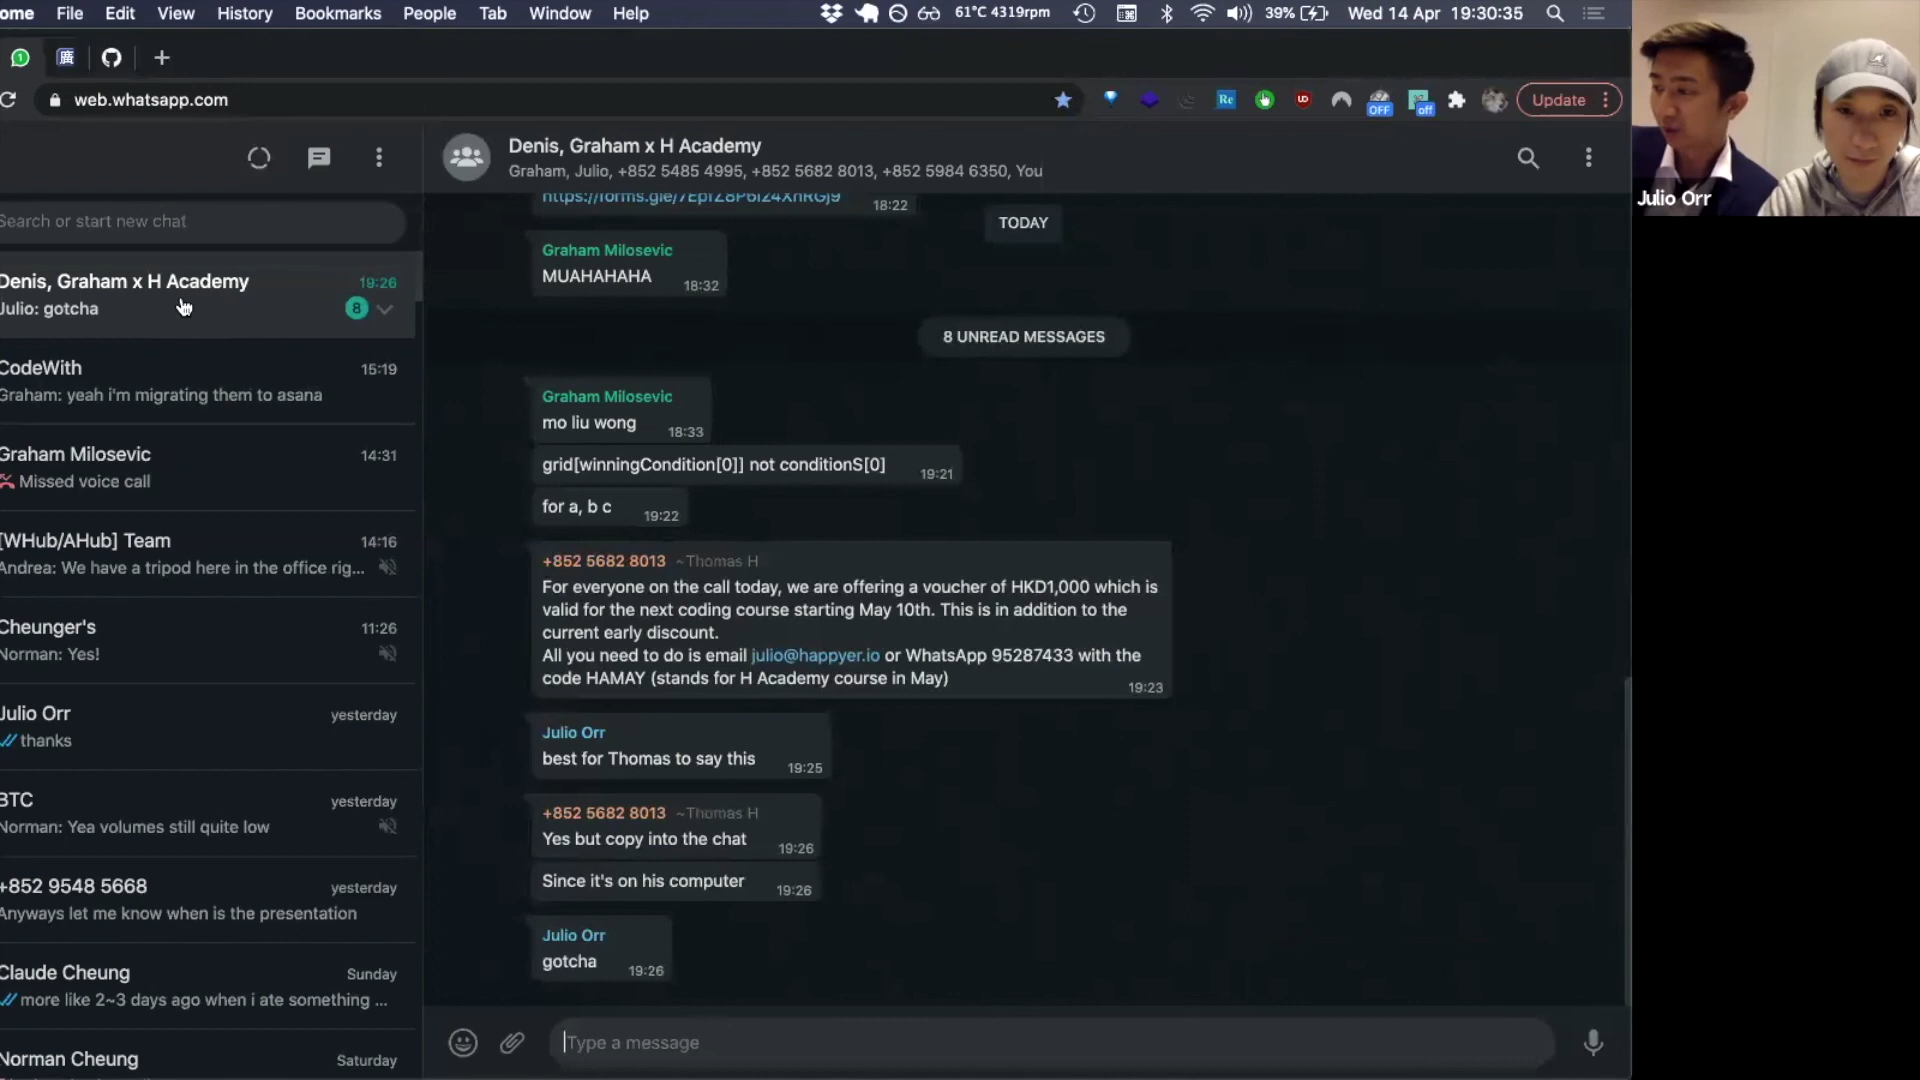 ome File Edit View History Bookmarks People Tab Window Help 61°C 4319rpm 39% Wed 14 Apr 19:30:35
1 廣
web.whatsapp.com Re UD OFF off Update
Denis, Graham x H Academy
Graham, Julio, +852 5485 4995, +852 5682 8013, +852 5984 6350, You
Julio Orr
Search or start new chat
Denis, Graham x H Academy 19:26
Julio: gotcha 8
CodeWith 15:19
Graham: yeah i'm migrating them to asana
Graham Milosevic 14:31
Missed voice call
[WHub/AHub] Team 14:16
Andrea: We have a tripod here in the office rig...
Cheunger's 11:26
Norman: Yes!
Julio Orr yesterday
thanks
BTC yesterday
Norman: Yea volumes still quite low
+852 9548 5668 yesterday
Anyways let me know when is the presentation
Claude Cheung Sunday
more like 2~3 days ago when i ate something ...
Norman Cheung Saturday
18:22
TODAY
Graham Milosevic
MUAHAHAHA 18:32
8 UNREAD MESSAGES
Graham Milosevic
mo liu wong 18:33
grid[winningCondition[0]] not conditionS[0] 19:21
for a, b c 19:22
+852 5682 8013 ~Thomas H
For everyone on the call today, we are offering a voucher of HKD1,000 which is
valid for the next coding course starting May 10th. This is in addition to the
current early discount.
All you need to do is email julio@happyer.io or WhatsApp 95287433 with the
code HAMAY (stands for H Academy course in May) 19:23
Julio Orr
best for Thomas to say this 19:25
+852 5682 8013 ~Thomas H
Yes but copy into the chat 19:26
Since it's on his computer 19:26
Julio Orr
gotcha 19:26
Type a message